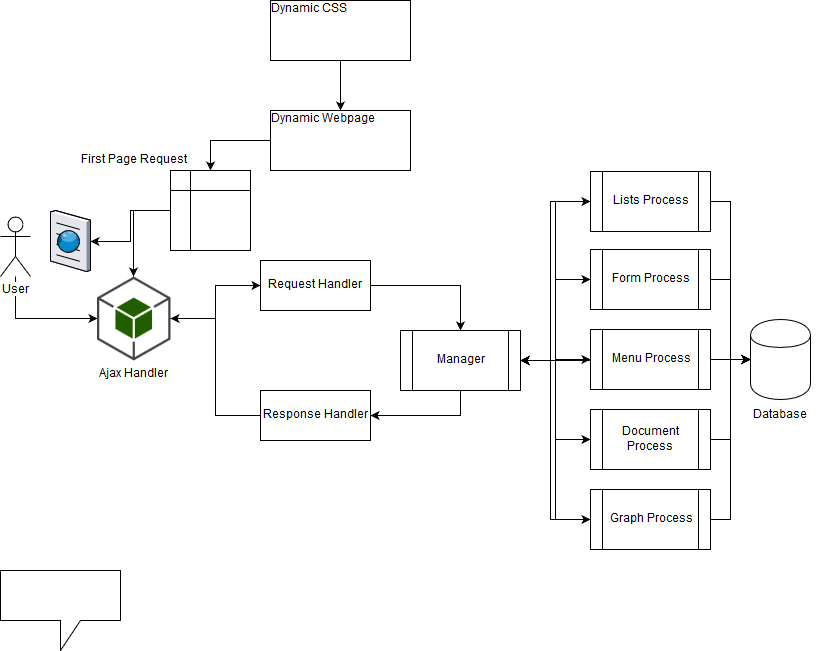 Dynamic CSS
Dynamic Webpage
First Page Request
User
Ajax Handler
Request Handler
Response Handler
Manager
Lists Process
Form Process
Menu Process
Document
Process
Graph Process
Database